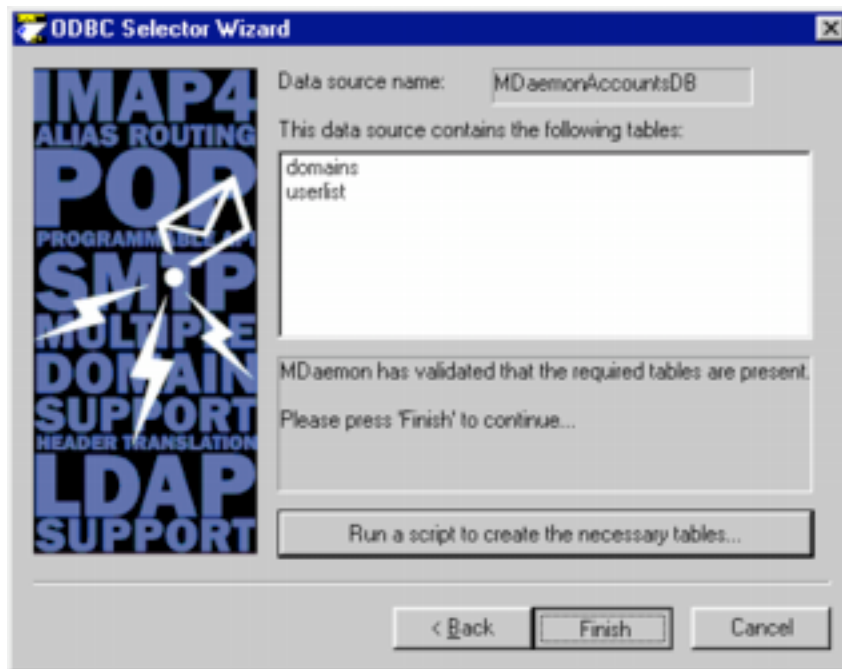 ODBC Selector Wizard
IMAP4
ALIAS ROUTING
POP
PROGRAMMABLE API
SMTP
MULTIPLE
DOMAIN
SUPPORT
HEADER TRANSLATION
LDAP
SUPPORT
Data source name: MDaemonAccountsDB
This data source contains the following tables:
domains
userlist
MDaemon has validated that the required tables are present.
Please press 'Finish' to continue...
Run a script to create the necessary tables...
< Back Finish Cancel